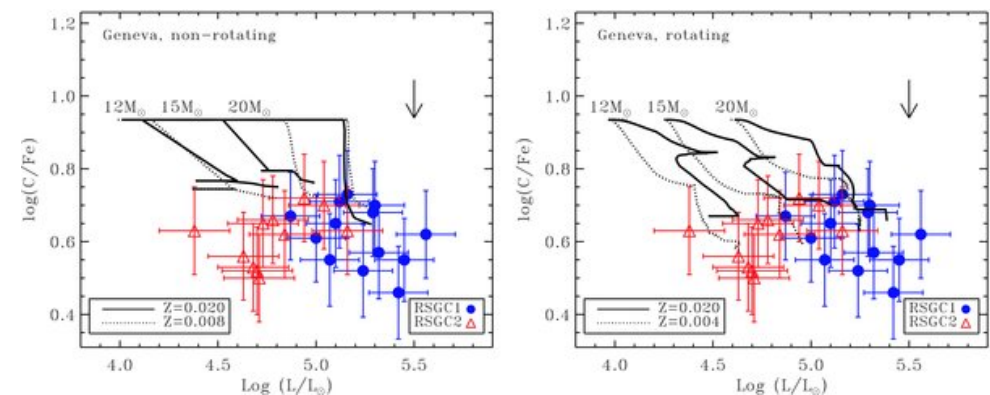 Geneva, non-rotating
12M⊙ 15M⊙ 20M⊙
log(C/Fe)
1.2
1.0
0.8
0.6
0.4
Z=0.020
Z=0.008
RSGC1
RSGC2
4.0 4.5 5.0 5.5
Log (L/L⊙)
Geneva, rotating
12M⊙ 15M⊙ 20M⊙
log(C/Fe)
1.2
1.0
0.8
0.6
0.4
Z=0.020
Z=0.004
RSGC1
RSGC2
4.0 4.5 5.0 5.5
Log (L/L⊙)